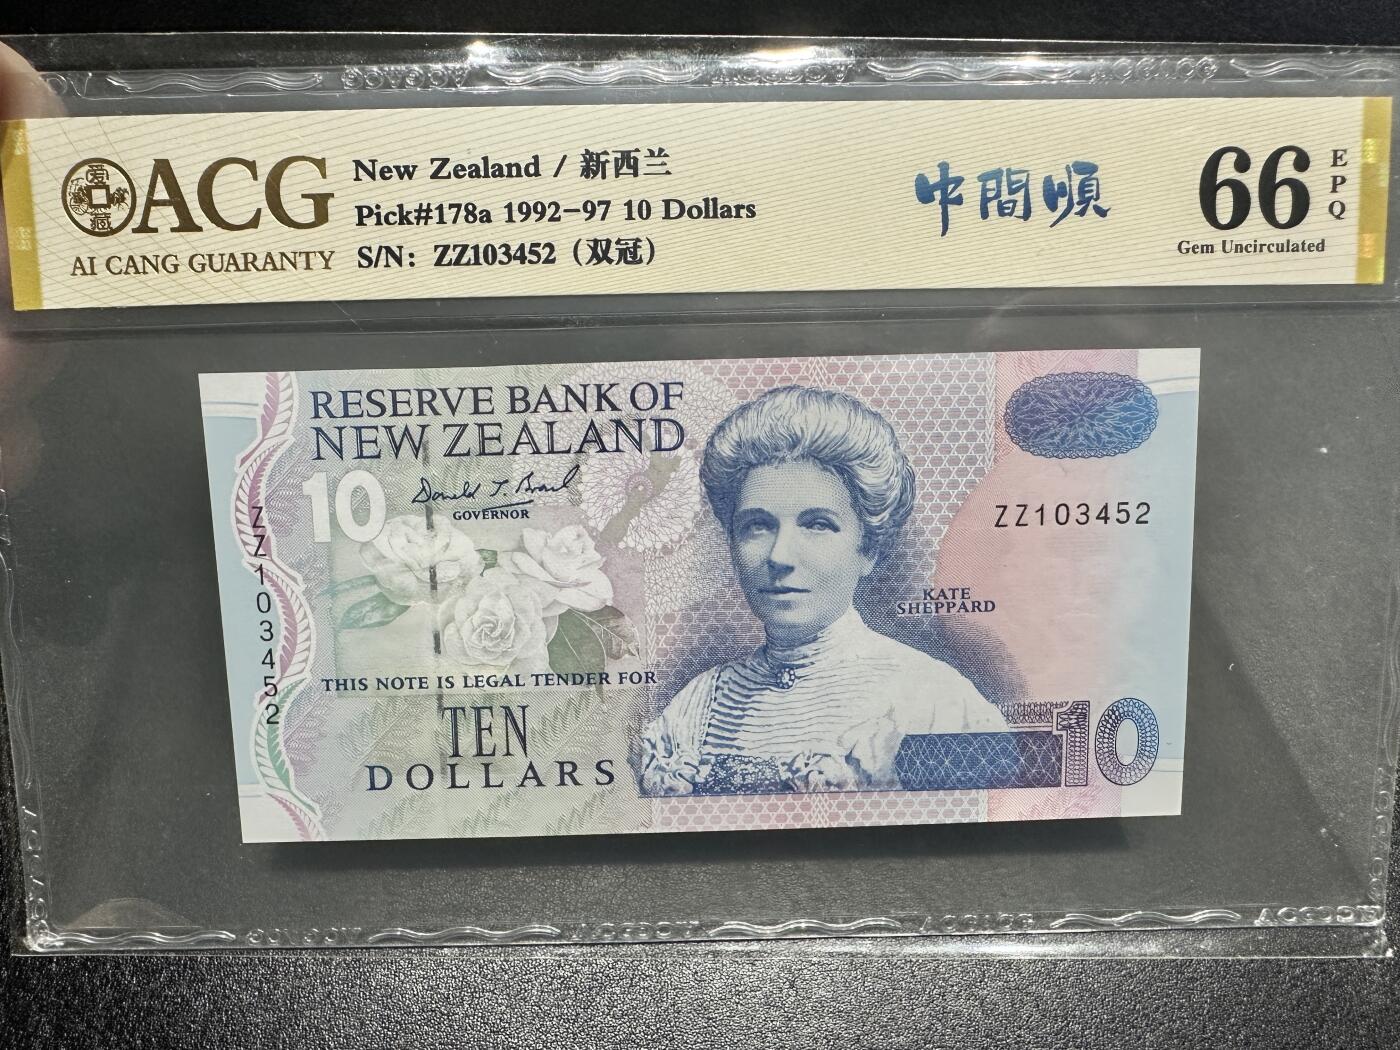 爱
藏
ACG
AI CANG GUARANTY
New Zealand / 新西兰
Pick#178a 1992-97 10 Dollars
S/N: ZZ103452 (双冠)
中間順
66
EPQ
Gem Uncirculated
RESERVE BANK OF
NEW ZEALAND
10
GOVERNOR
ZZ103452
ZZ103452
KATE
SHEPPARD
THIS NOTE IS LEGAL TENDER FOR
TEN
DOLLARS
10